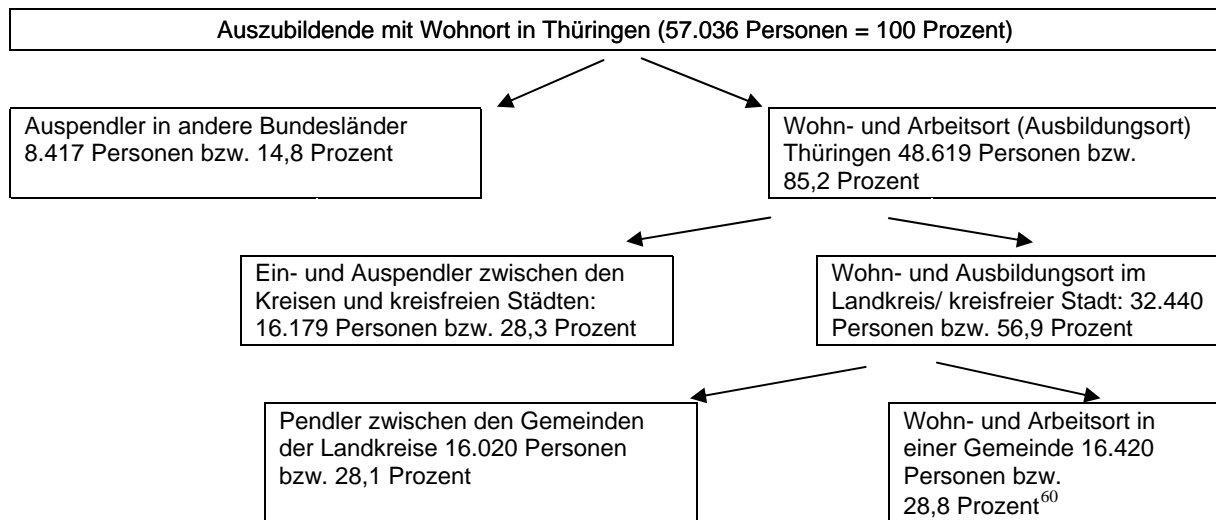 Auszubildende mit Wohnort in Thüringen (57.036 Personen = 100 Prozent)
Auspendler in andere Bundesländer
8.417 Personen bzw. 14,8 Prozent
Wohn- und Arbeitsort (Ausbildungsort)
Thüringen 48.619 Personen bzw.
85,2 Prozent
Ein- und Auspendler zwischen den
Kreisen und kreisfreien Städten:
16.179 Personen bzw. 28,3 Prozent
Wohn- und Ausbildungsort im
Landkreis/ kreisfreier Stadt: 32.440
Personen bzw. 56,9 Prozent
Pendler zwischen den Gemeinden
der Landkreise 16.020 Personen
bzw. 28,1 Prozent
Wohn- und Arbeitsort in
einer Gemeinde 16.420
Personen bzw.
28,8 Prozent60